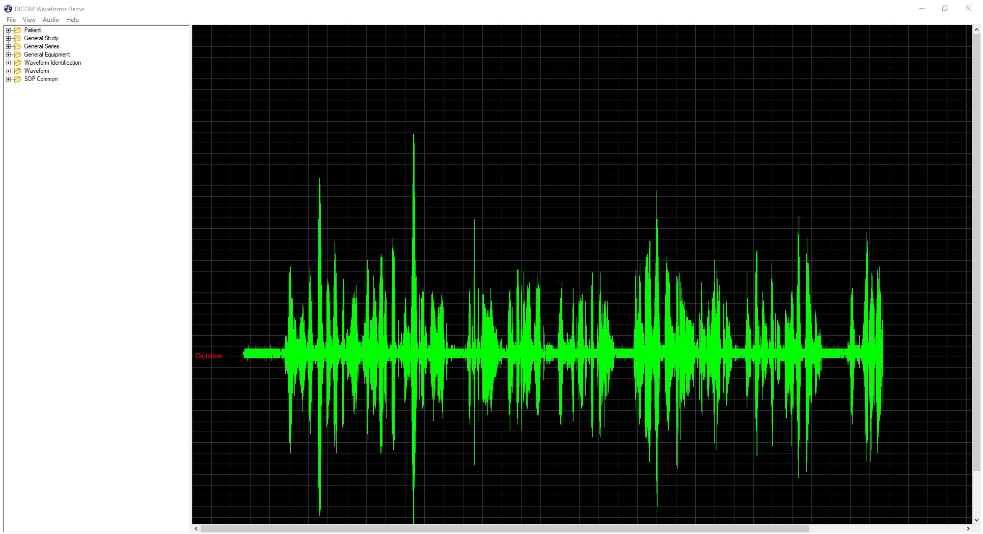 DICOM Waveforms Demo
File View Audio Help
Patient
General Study
General Series
General Equipment
Waveform Identification
Waveform
SOP Common
Dictation